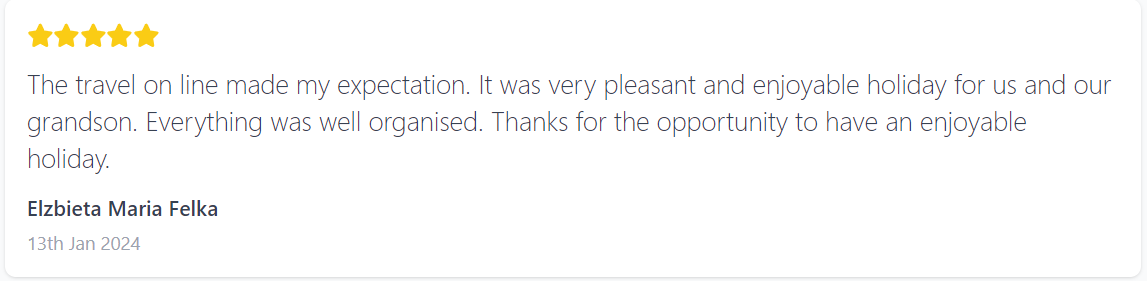 The travel on line made my expectation. It was very pleasant and enjoyable holiday for us and our
grandson. Everything was well organised. Thanks for the opportunity to have an enjoyable
holiday.
Elzbieta Maria Felka
13th Jan 2024